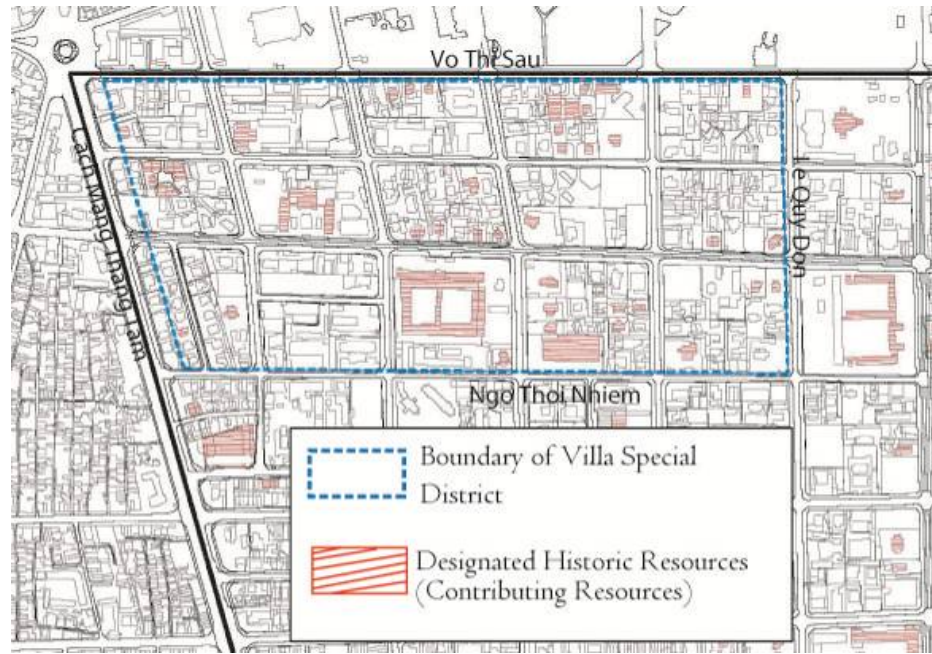 Vo Thi Sau
Cach Mang Thang Tam
Le Quy Don
Ngo Thoi Nhiem
Boundary of Villa Special
District
Designated Historic Resources
(Contributing Resources)